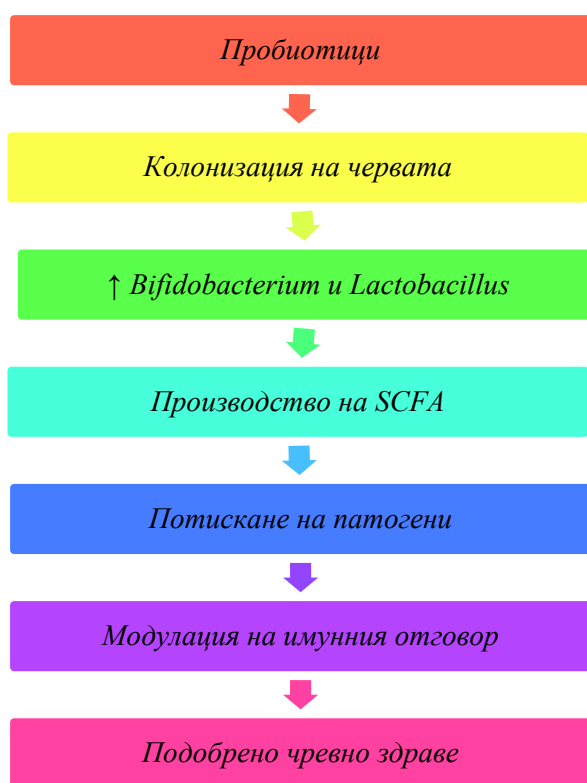 Пробиотици
Колонизация на червата
↑ Bifidobacterium и Lactobacillus
Производство на SCFA
Потискане на патогени
Модулация на имунния отговор
Подобрено чревно здраве